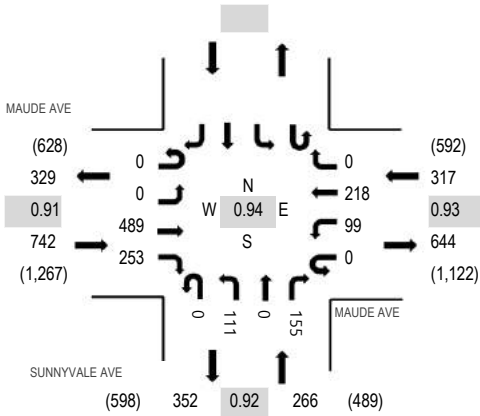 MAUDE AVE
(628) (592)
329 0 0 317
0.91 0 218 0.93
N
W 0.94 E
S
742 489 99 644
253 0
(1,267) (1,122)
0 111 0 155
MAUDE AVE
SUNNYVALE AVE
(598) 352 0.92 266 (489)